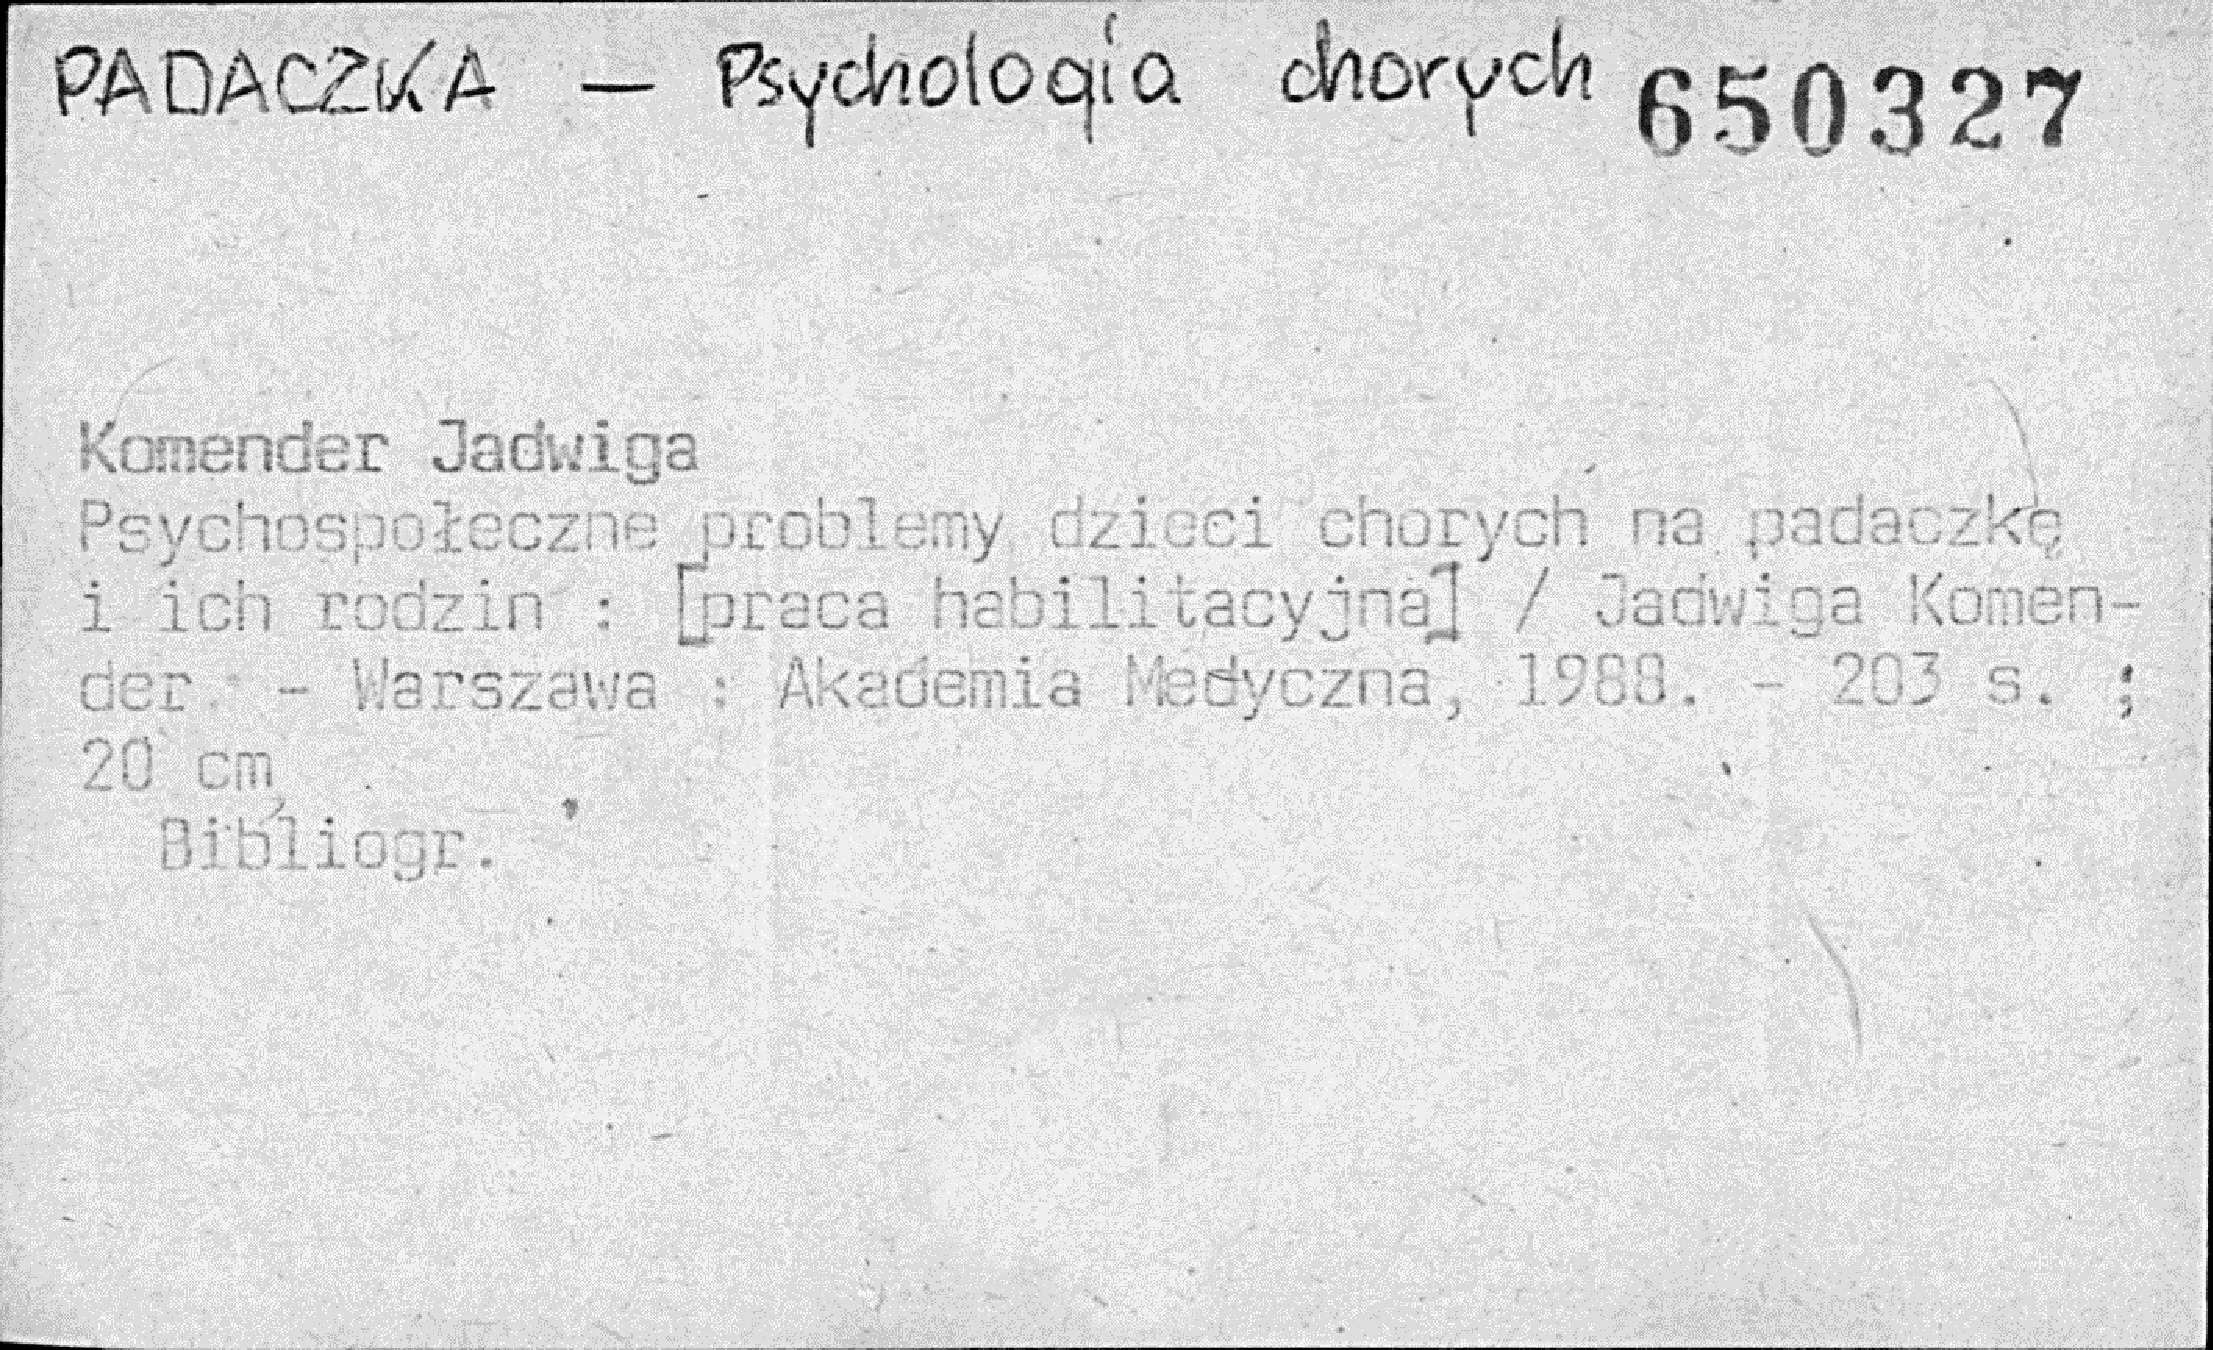 PADACZKA — Psychologia chorych 650327
Komender Jadwiga
Psychospołeczne problemy dzieci chorych na padaczkę
i ich rodzin : [praca habilitacyjna] / Jadwiga Komen-
der. - Warszawa : Akademia Medyczna, 1988. - 203 s. ;
20 cm
Bibliogr.